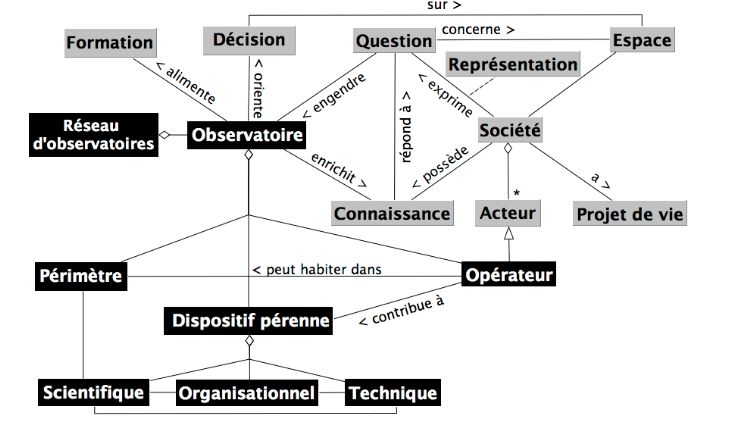 sur >
Formation
Décision
Question
concerne >
Espace
Représentation
< alimente
< oriente
< engendre
< exprime
répond à >
Réseau
d'observatoires
Observatoire
Société
enrichit >
< possède
a >
*
Connaissance
Acteur
Projet de vie
Périmètre
< peut habiter dans
Opérateur
Dispositif pérenne
< contribue à
Scientifique
Organisationnel
Technique